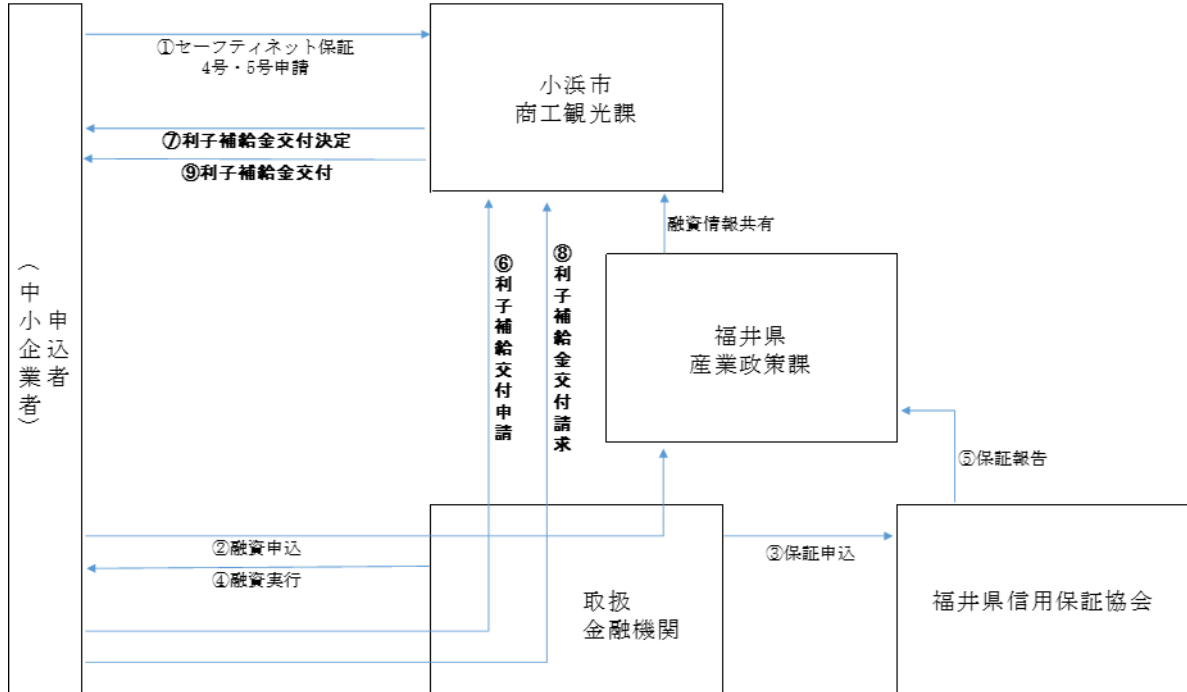 ①セーフティネット保証
4号・5号申請
小浜市
商工観光課
⑦利子補給金交付決定
⑨利子補給金交付
融資情報共有
⑥利子補給交付申請
⑧利子補給金交付請求
申込者
（中小企業者）
福井県
産業政策課
⑤保証報告
②融資申込
③保証申込
④融資実行
取扱
金融機関
福井県信用保証協会